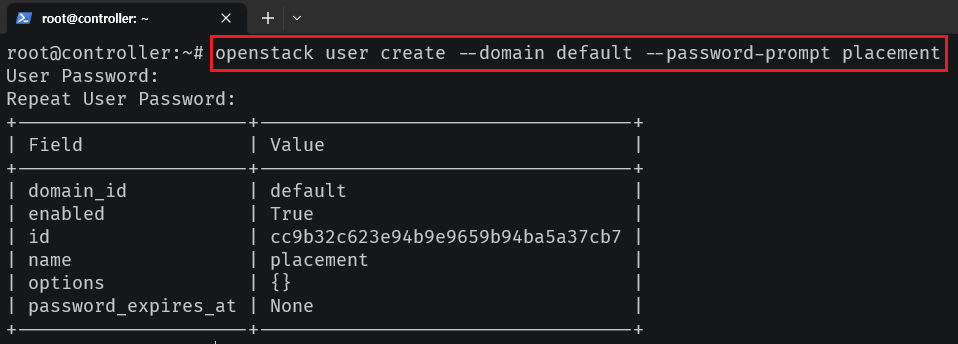 root@controller: ~
root@controller:~# openstack user create --domain default --password-prompt placement
User Password:
Repeat User Password:
+---------------------+----------------------------------+
| Field               | Value                            |
+---------------------+----------------------------------+
| domain_id           | default                          |
| enabled             | True                             |
| id                  | cc9b32c623e94b9e9659b94ba5a37cb7 |
| name                | placement                        |
| options             | {}                               |
| password_expires_at | None                             |
+---------------------+----------------------------------+